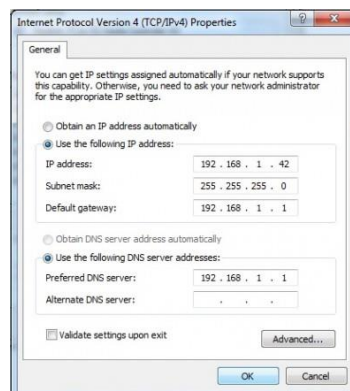 Internet Protocol Version 4 (TCP/IPv4) Properties
General
You can get IP settings assigned automatically if your network supports
this capability. Otherwise, you need to ask your network administrator
for the appropriate IP settings.
Obtain an IP address automatically
Use the following IP address:
IP address: 192 . 168 . 1 . 42
Subnet mask: 255 . 255 . 255 . 0
Default gateway: 192 . 168 . 1 . 1
Obtain DNS server address automatically
Use the following DNS server addresses:
Preferred DNS server: 192 . 168 . 1 . 1
Alternate DNS server: . . .
Validate settings upon exit
Advanced...
OK Cancel